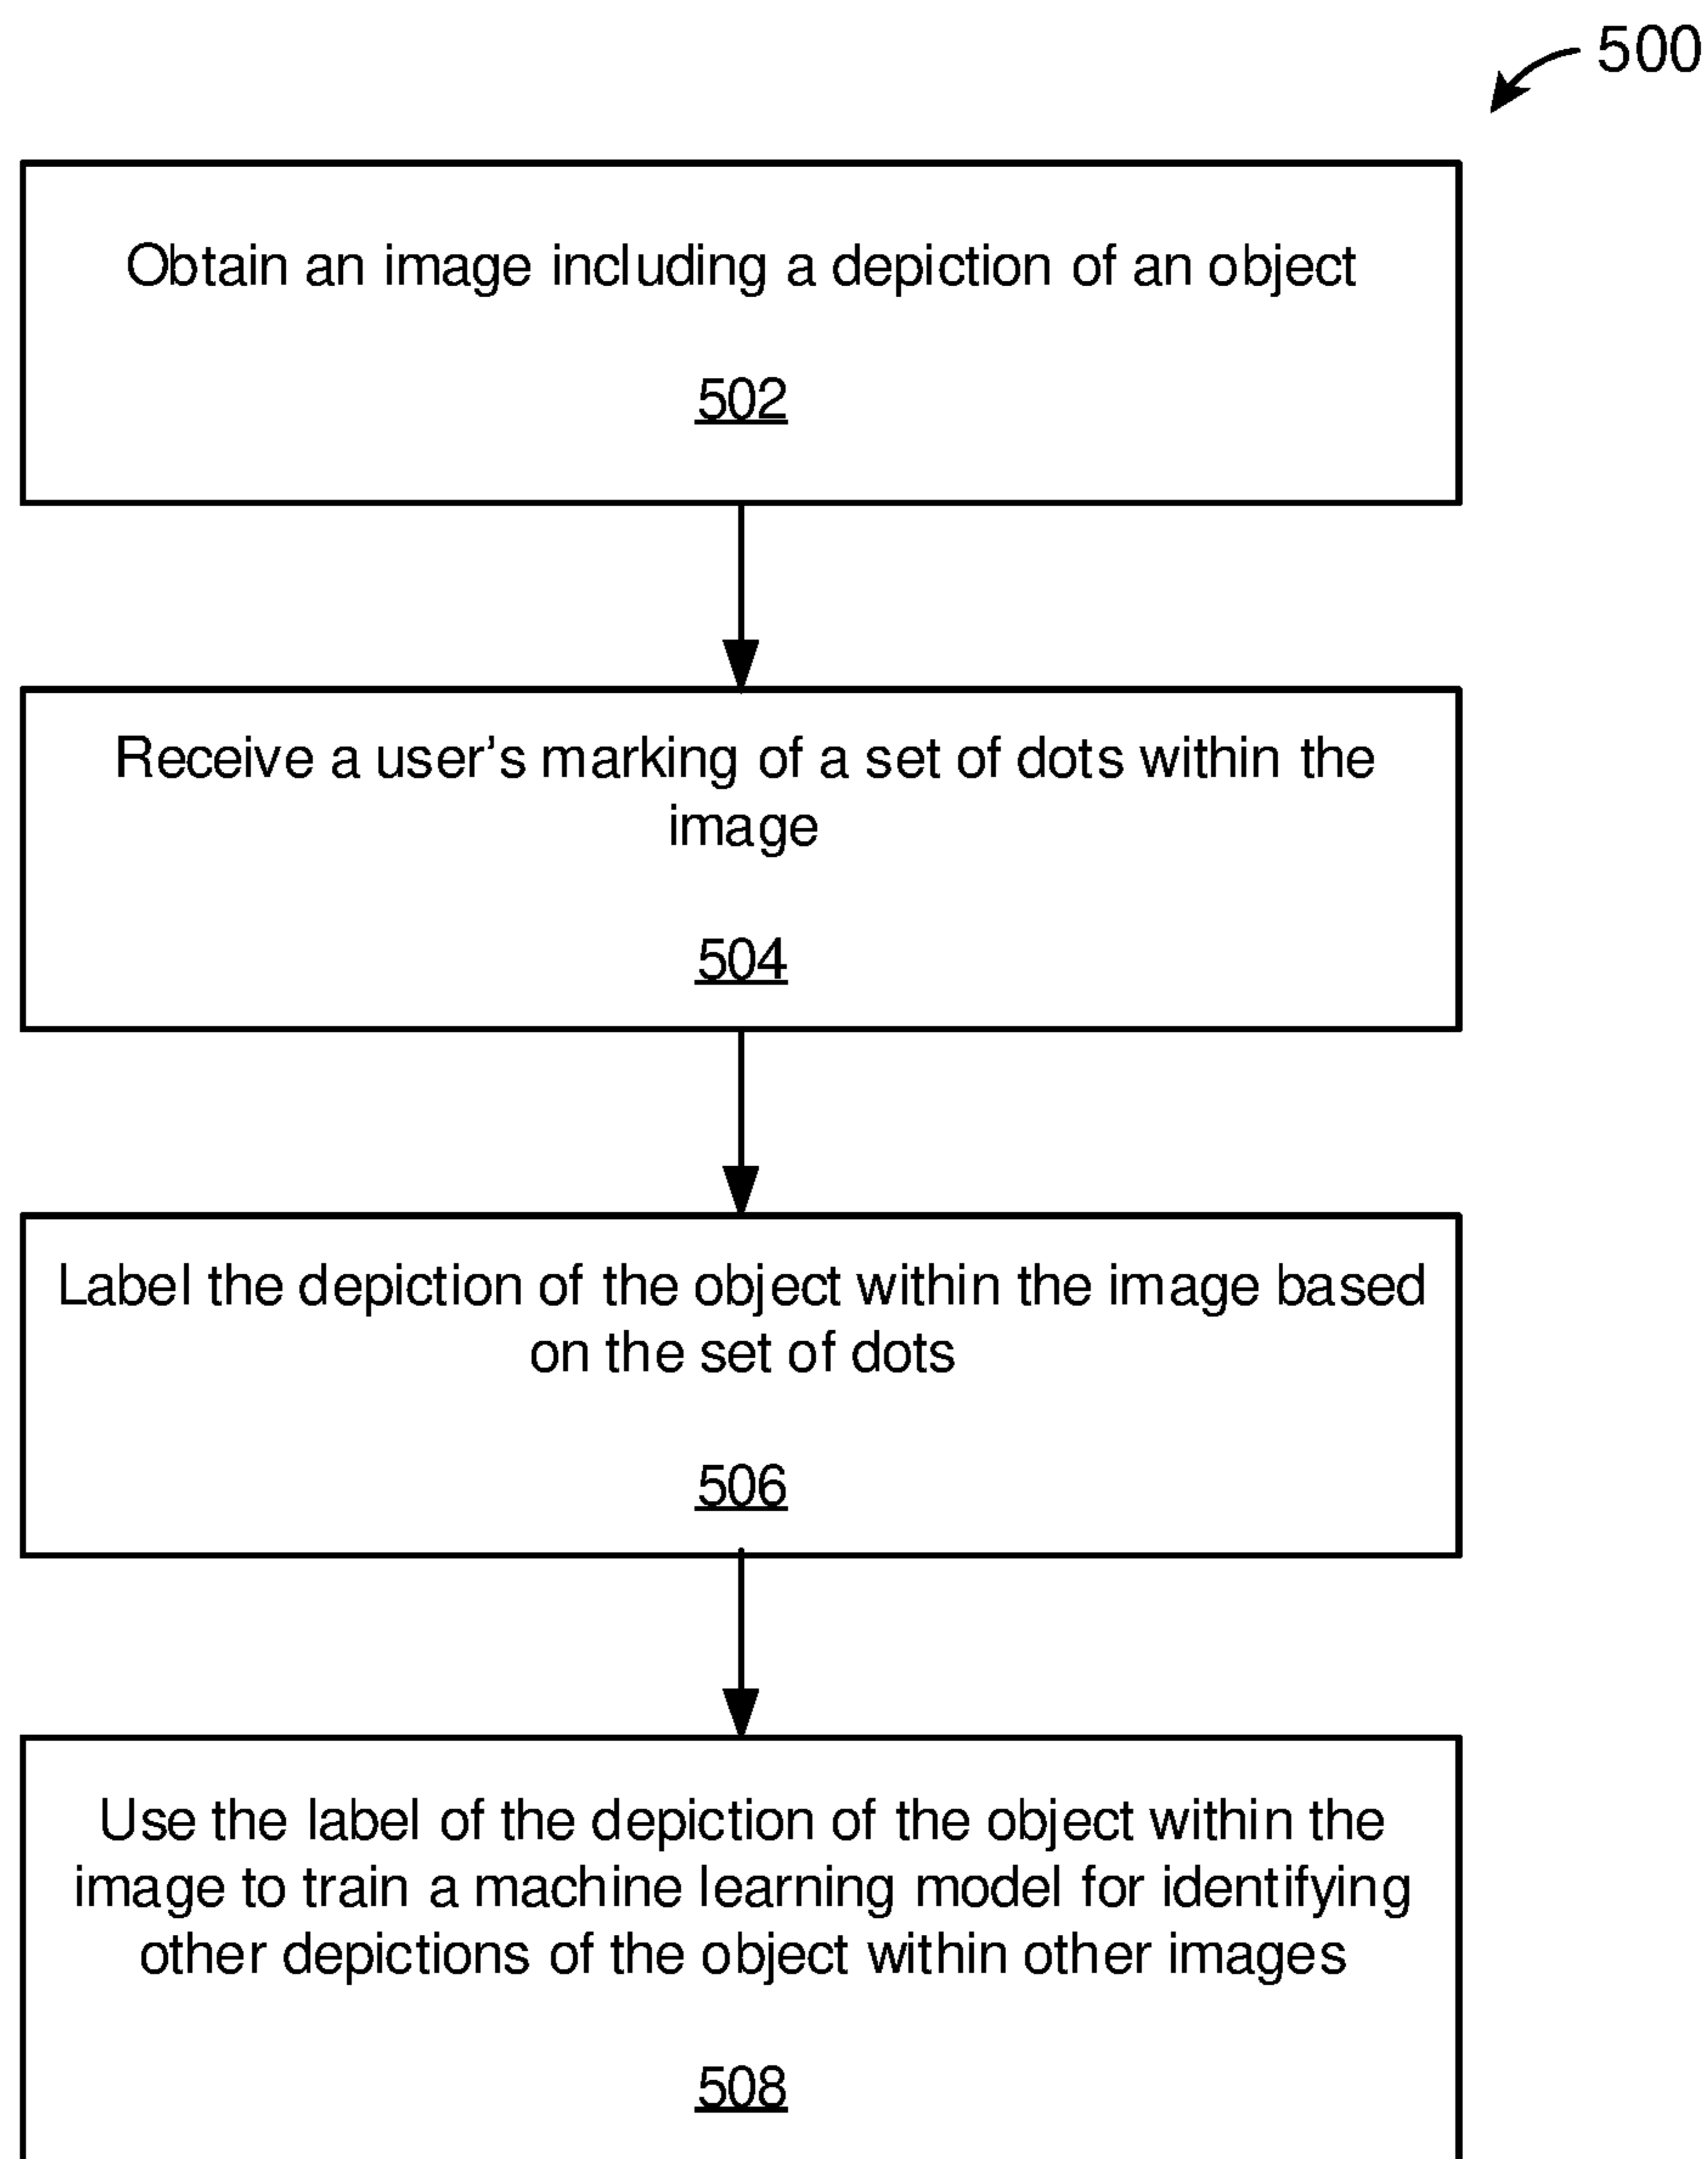 500
Obtain an image including a depiction of an object
502
Receive a user’s marking of a set of dots within the
image
504
Label the depiction of the object within the image based
on the set of dots
506
Use the label of the depiction of the object within the
image to train a machine learning model for identifying
other depictions of the object within other images
508